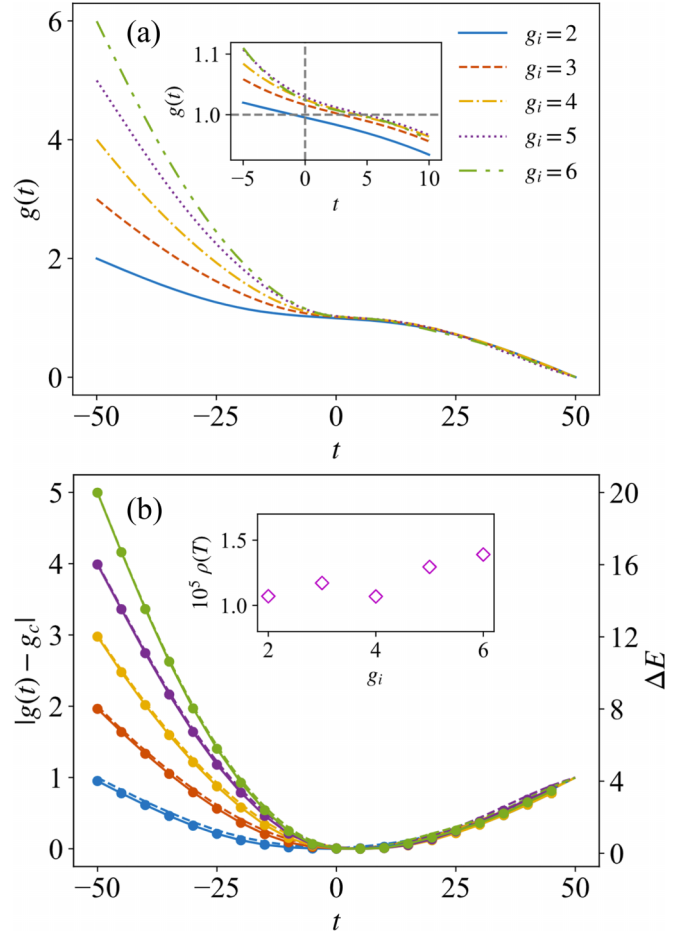 (a)
g(t)
6
4
2
0
−50
−25
0
25
50
t
g(t)
1.1
1.0
−5
0
5
10
t
g_i = 2
g_i = 3
g_i = 4
g_i = 5
g_i = 6
(b)
|g(t) − g_c|
5
4
3
2
1
0
−50
−25
0
25
50
t
20
16
12
8
4
0
ΔE
10^5 ρ(T)
1.5
1.0
2
4
6
g_i